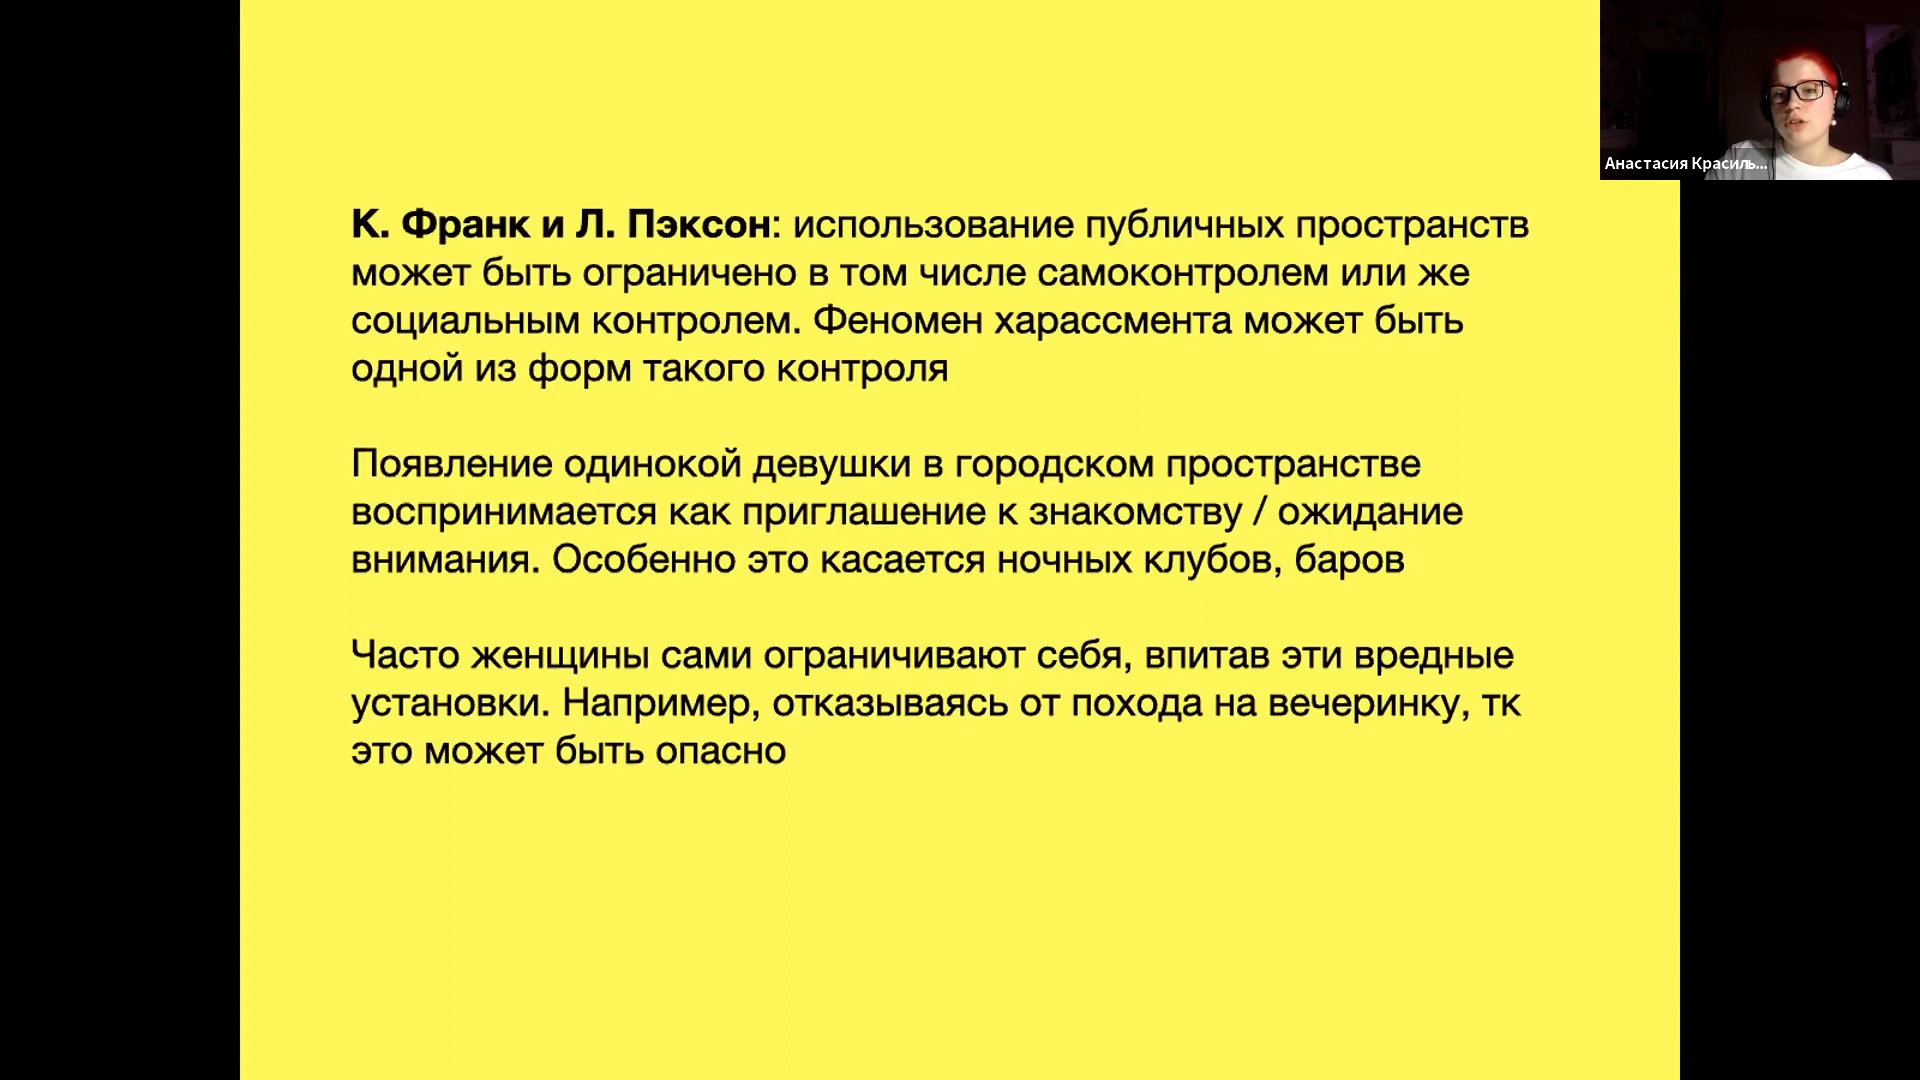 К. Франк и Л. Пэксон: использование публичных пространств
может быть ограничено в том числе самоконтролем или же
социальным контролем. Феномен харассмента может быть
одной из форм такого контроля
Появление одинокой девушки в городском пространстве
воспринимается как приглашение к знакомству / ожидание
внимания. Особенно это касается ночных клубов, баров
Часто женщины сами ограничивают себя, впитав эти вредные
установки. Например, отказываясь от похода на вечеринку, тк
это может быть опасно
Анастасия Красиль...